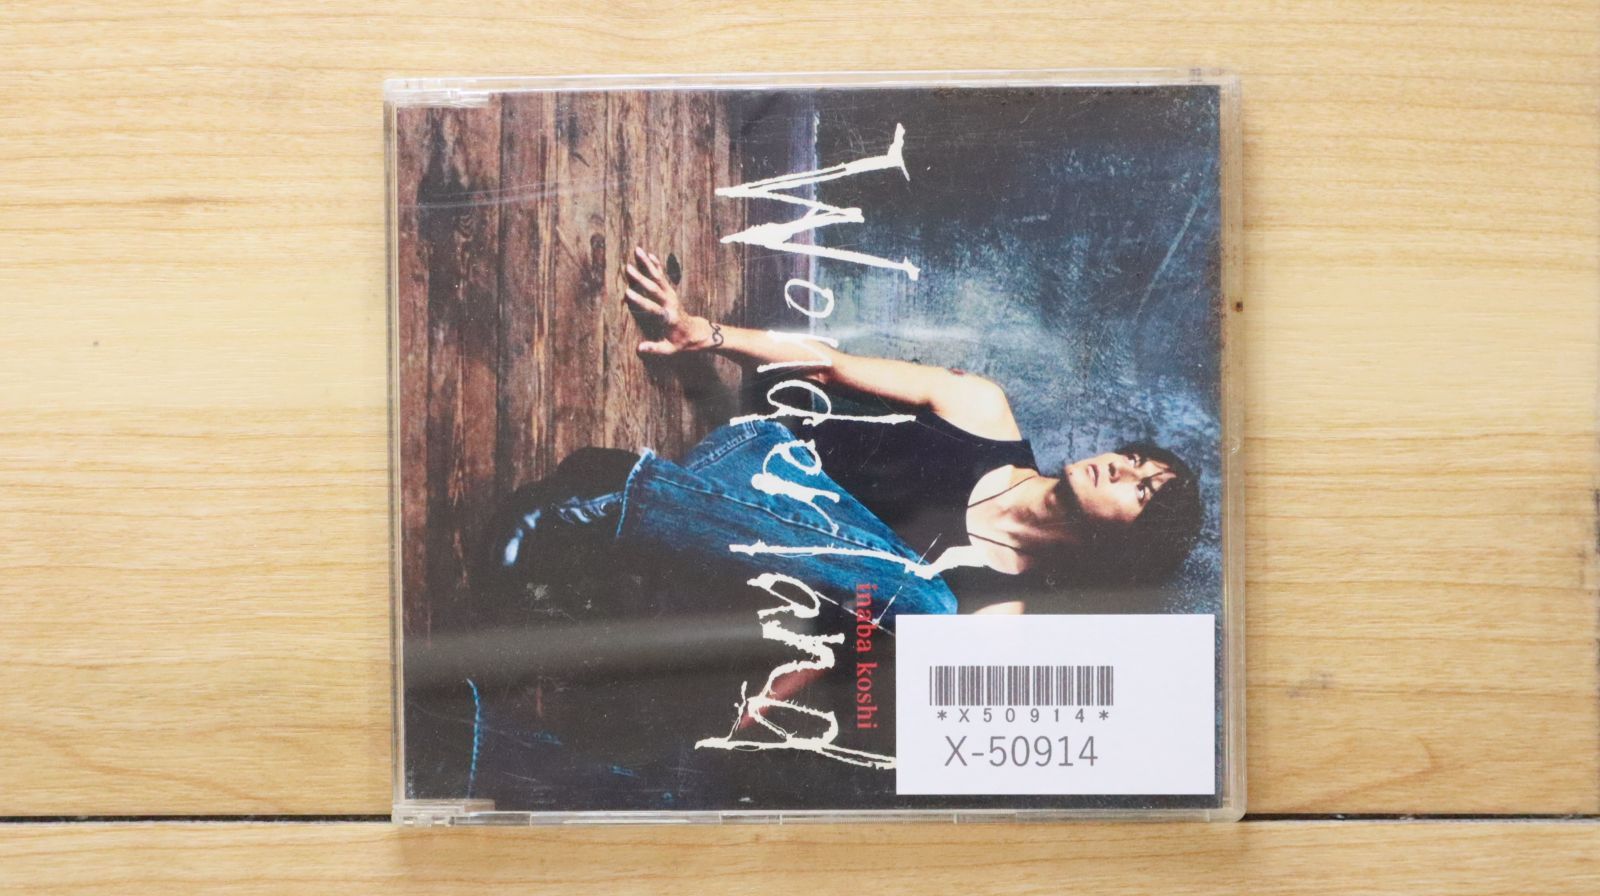 Wonderland
inaba koshi
*X50914*
X-50914